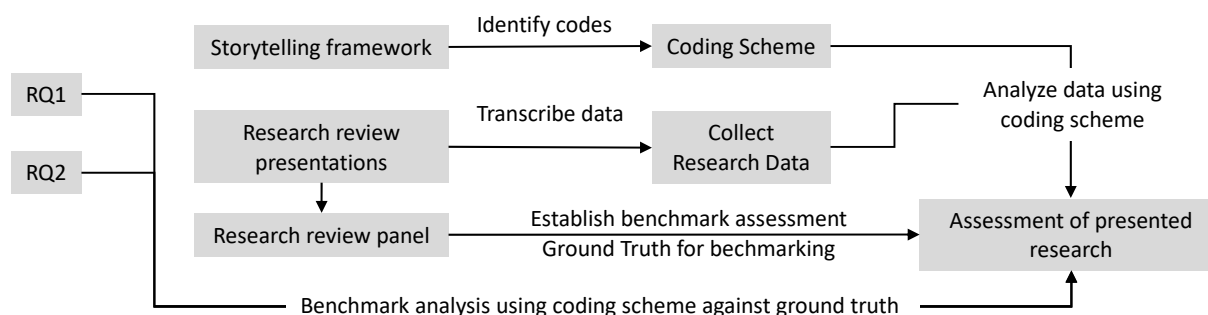 Identify codes
Storytelling framework
Coding Scheme
RQ1
Analyze data using
coding scheme
Transcribe data
Research review
presentations
Collect
Research Data
RQ2
Establish benchmark assessment
Research review panel
Ground Truth for bechmarking
Assessment of presented
research
Benchmark analysis using coding scheme against ground truth